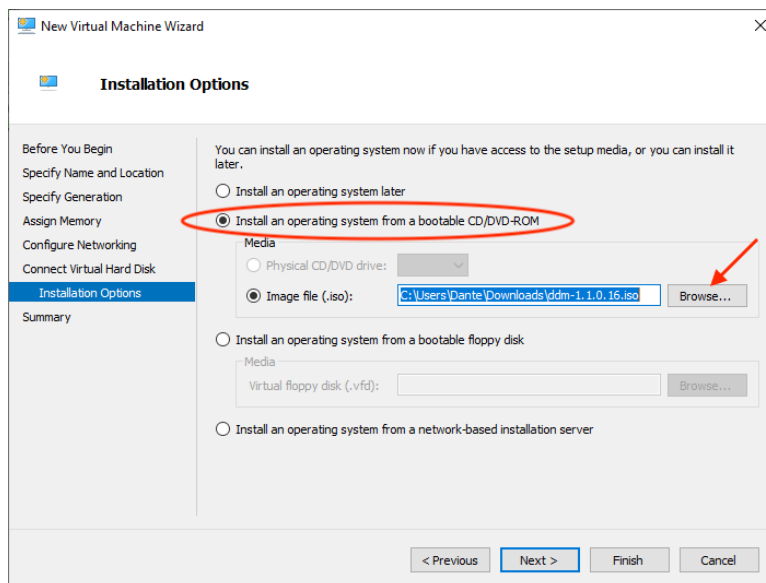 New Virtual Machine Wizard
Installation Options
Before You Begin
Specify Name and Location
Specify Generation
Assign Memory
Configure Networking
Connect Virtual Hard Disk
Installation Options
Summary
You can install an operating system now if you have access to the setup media, or you can install it
later.
Install an operating system later
Install an operating system from a bootable CD/DVD-ROM
Media
Physical CD/DVD drive:
Image file (.iso): C:\Users\Dante\Downloads\ddm-1.1.0.16.iso Browse...
Install an operating system from a bootable floppy disk
Media
Virtual floppy disk (.vfd): Browse...
Install an operating system from a network-based installation server
< Previous Next > Finish Cancel